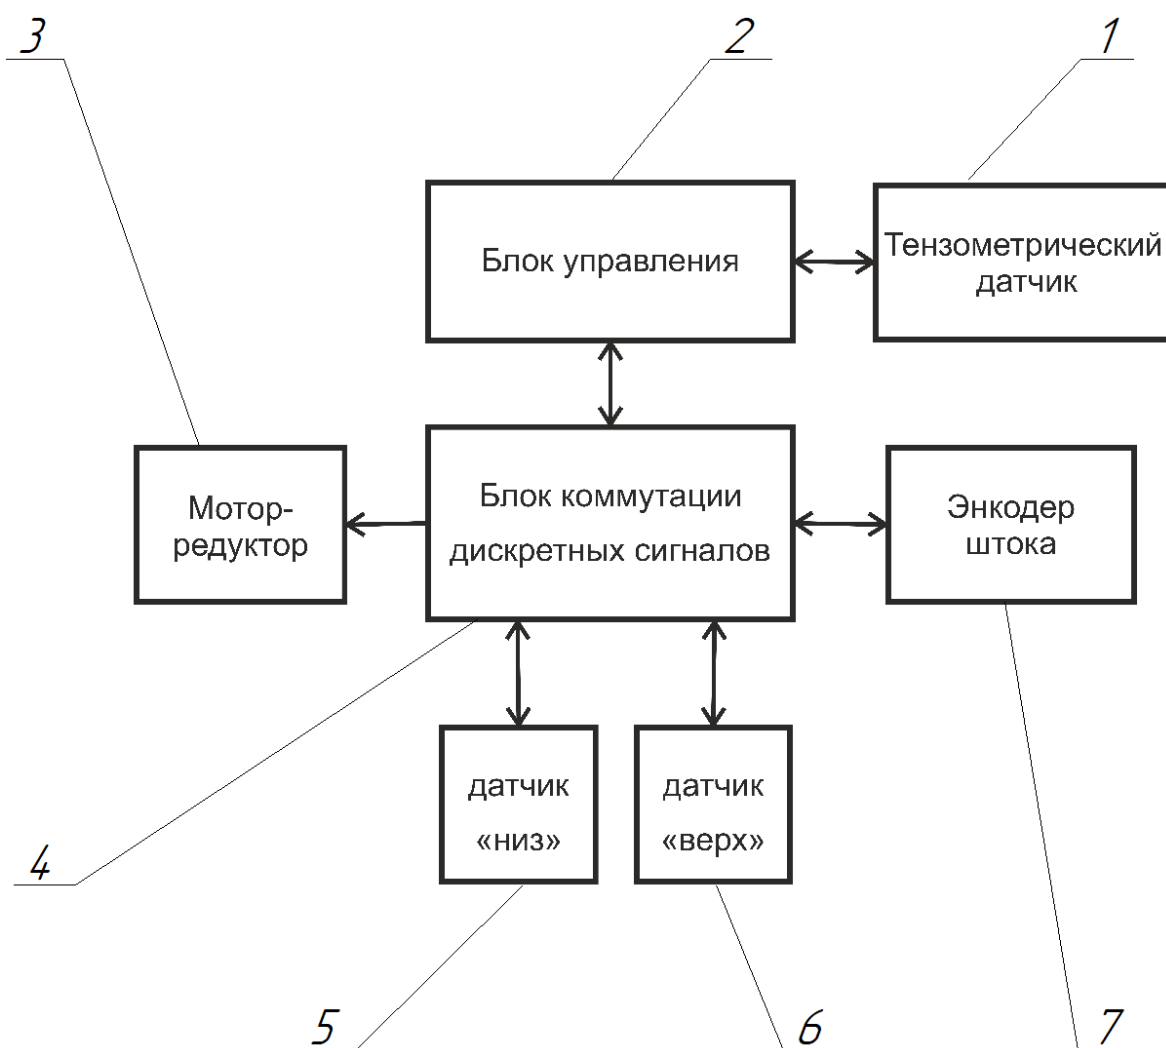 3
2
1
Блок управления
Тензометрический
датчик
Мотор-
редуктор
Блок коммутации
дискретных сигналов
Энкодер
штока
датчик
«низ»
датчик
«верх»
4
5
6
7